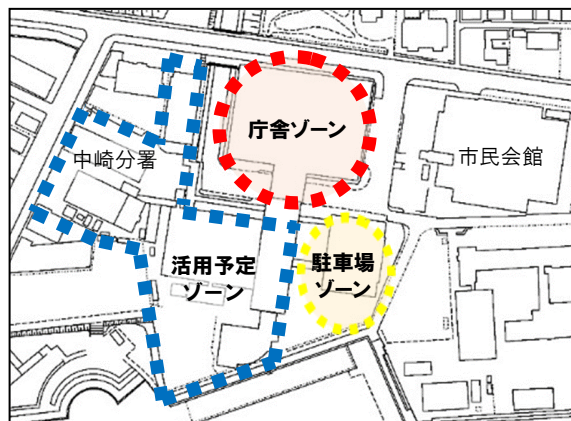 庁舎ゾーン
中崎分署
市民会館
活用予定
ゾーン
駐車場
ゾーン